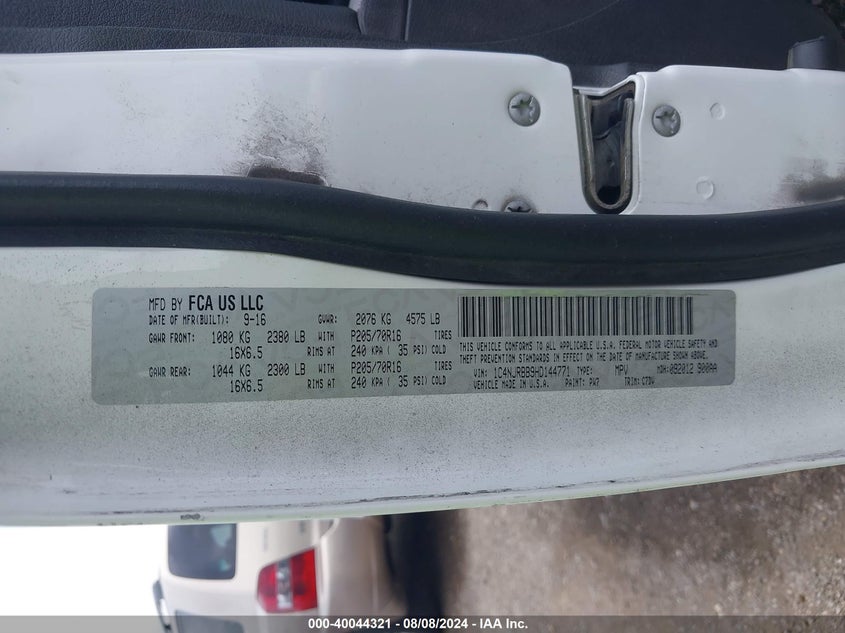 MFD BY FCA US LLC
DATE OF MFR(BUILT): 9-16 GVWR: 2076 KG 4575 LB
GAWR FRONT: 1080 KG 2380 LB WITH P205/70R16 TIRES
16X6.5 RIMS AT 240 KPA ( 35 PSI) COLD
GAWR REAR: 1044 KG 2300 LB WITH P205/70R16 TIRES
16X6.5 RIMS AT 240 KPA ( 35 PSI) COLD
THIS VEHICLE CONFORMS TO ALL APPLICABLE U.S.A. FEDERAL MOTOR VEHICLE SAFETY AND
THEFT PREVENTION STANDARDS IN EFFECT ON THE DATE OF MANUFACTURE SHOWN ABOVE.
VIN: 1C4NJRBB9HD144771 TYPE: MPV MDH: 092012 900AA
VEHICLE MADE IN U.S.A. PAINT: PW7 TRIM: C7DV
000-40044321 - 08/08/2024 - IAA Inc.